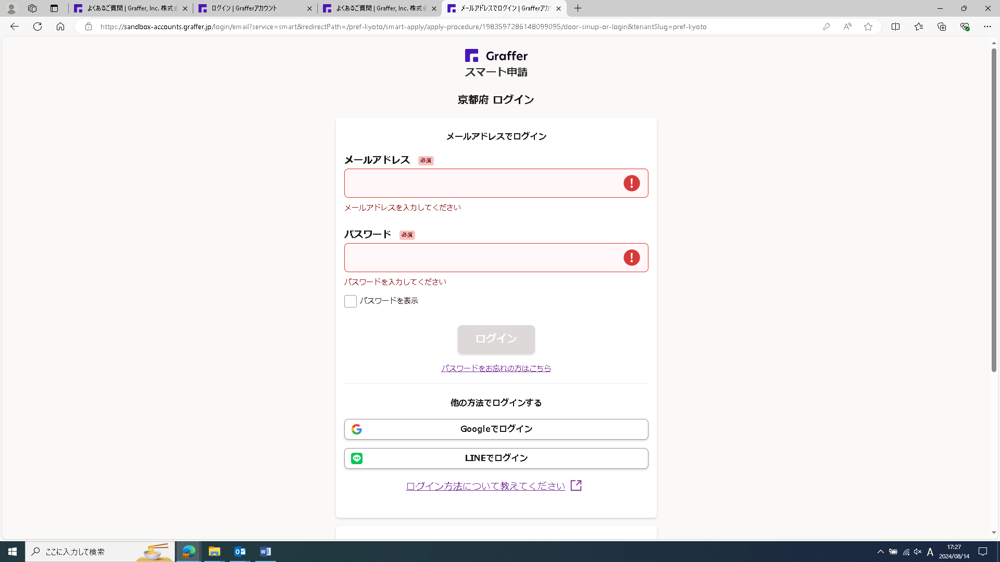 よくあるご質問 | Graffer, Inc. 株式会
ログイン | Grafferアカウント
よくあるご質問 | Graffer, Inc. 株式会
メールアドレスでログイン | Grafferアカ
https://sandbox-accounts.graffer.jp/login/email?service=smart&redirectPath=/pref-kyoto/smart-apply/apply-procedure/1983597286148099095/door-sinup-or-login&tenantSlug=pref-kyoto
Graffer
スマート申請
京都府 ログイン
メールアドレスでログイン
メールアドレス 必須
メールアドレスを入力してください
パスワード 必須
パスワードを入力してください
パスワードを表示
ログイン
パスワードをお忘れの方はこちら
他の方法でログインする
Googleでログイン
LINEでログイン
ログイン方法について教えてください
ここに入力して検索
A
17:27
2024/08/14